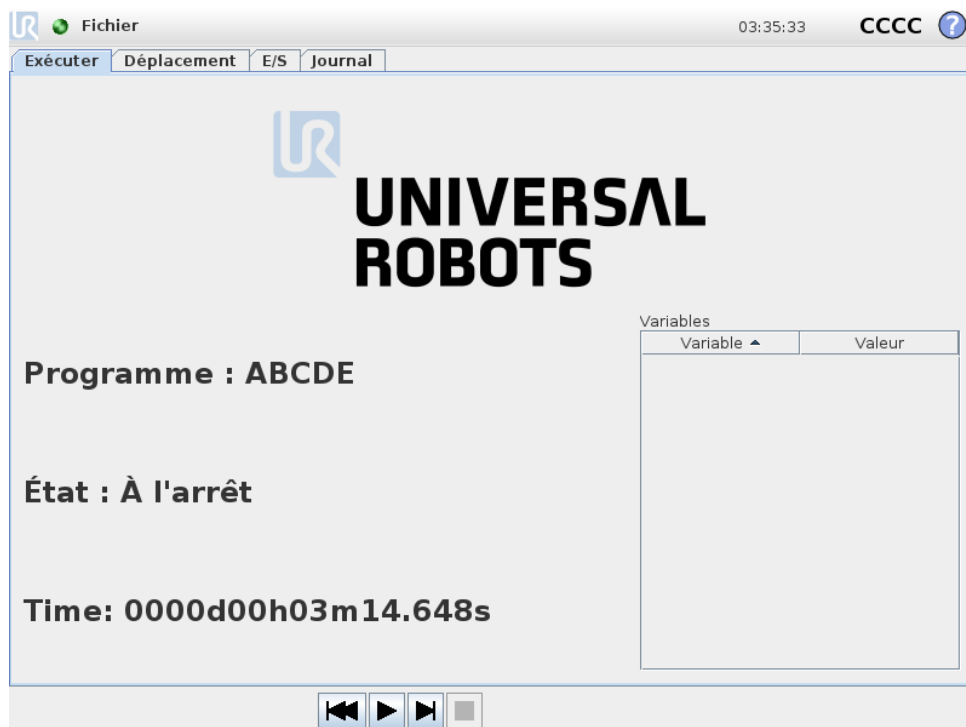 Fichier 03:35:33 CCCC ?
Exécuter Déplacement E/S Journal
UNIVERSAL
ROBOTS
Variables
Variable Valeur
Programme : ABCDE
État : À l'arrêt
Time: 0000d00h03m14.648s